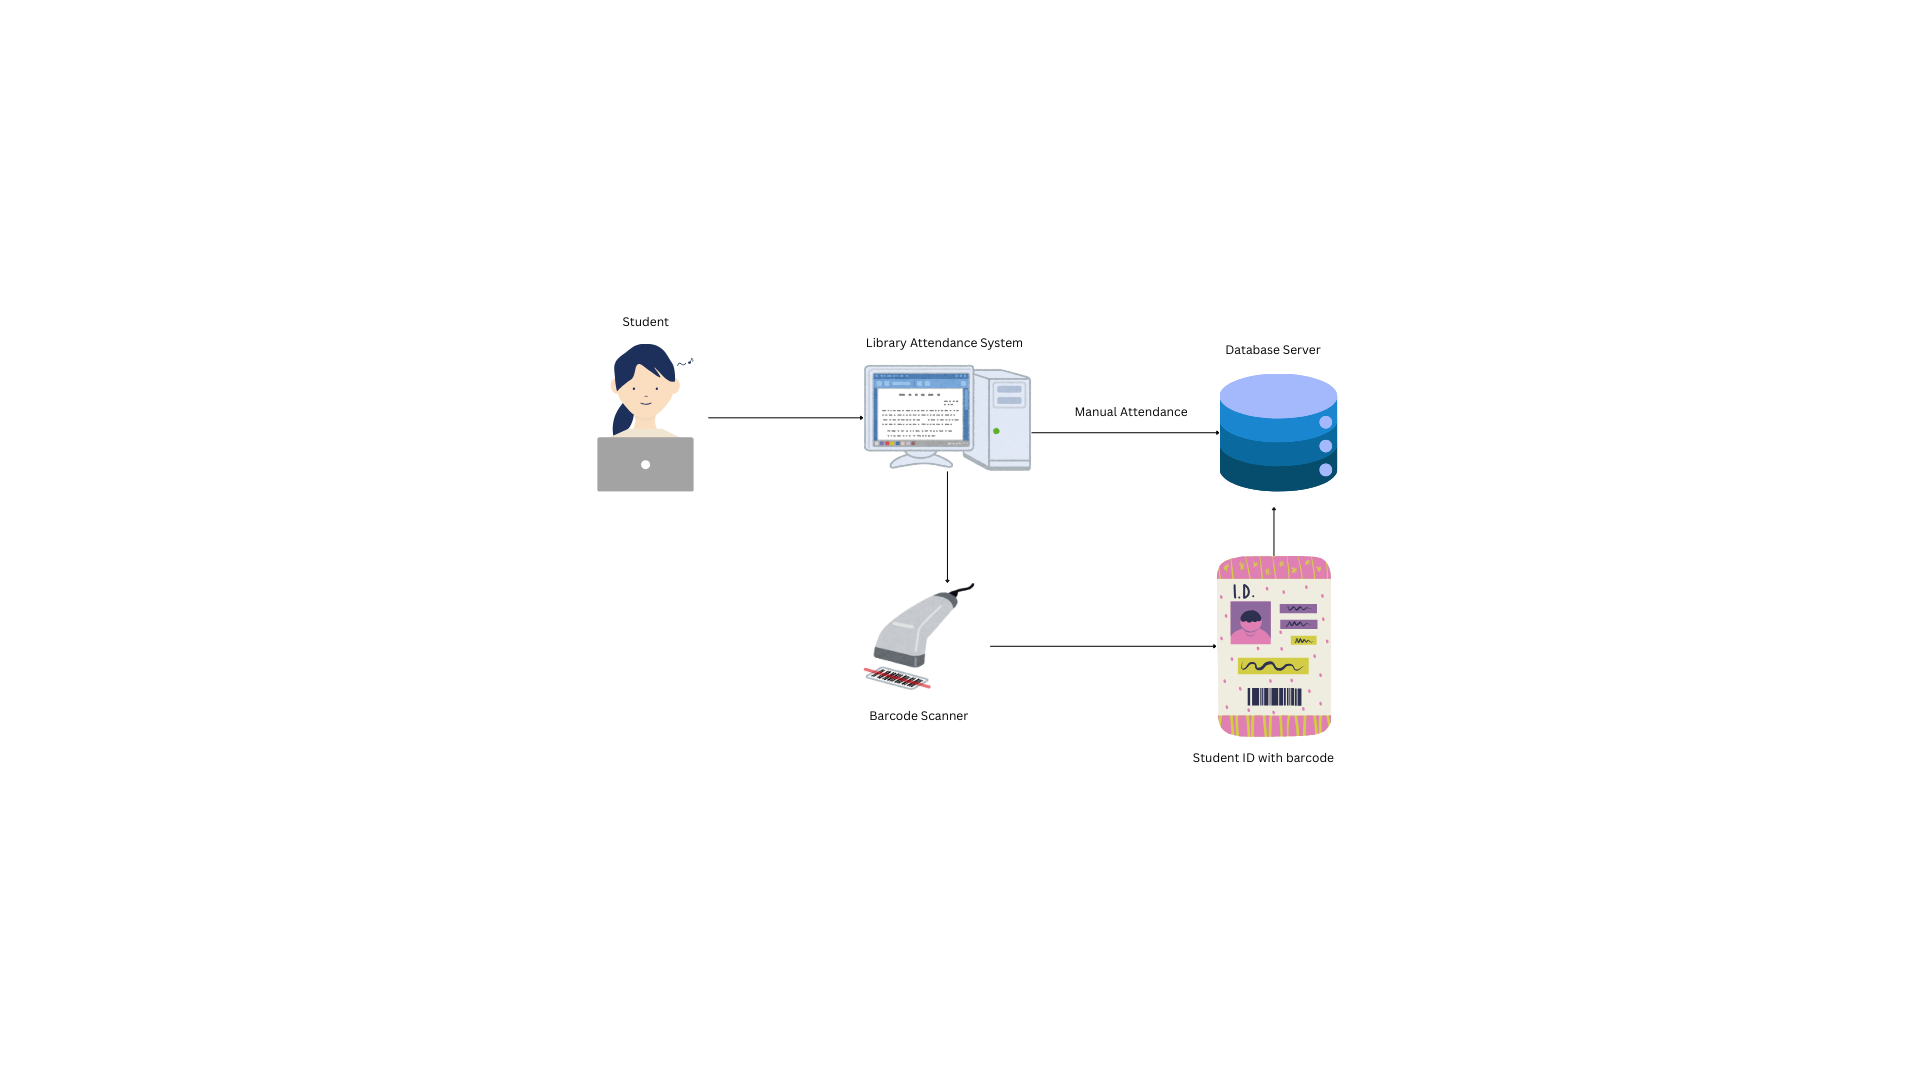 Student
Library Attendance System
Database Server
Manual Attendance
I.D.
Barcode Scanner
Student ID with barcode